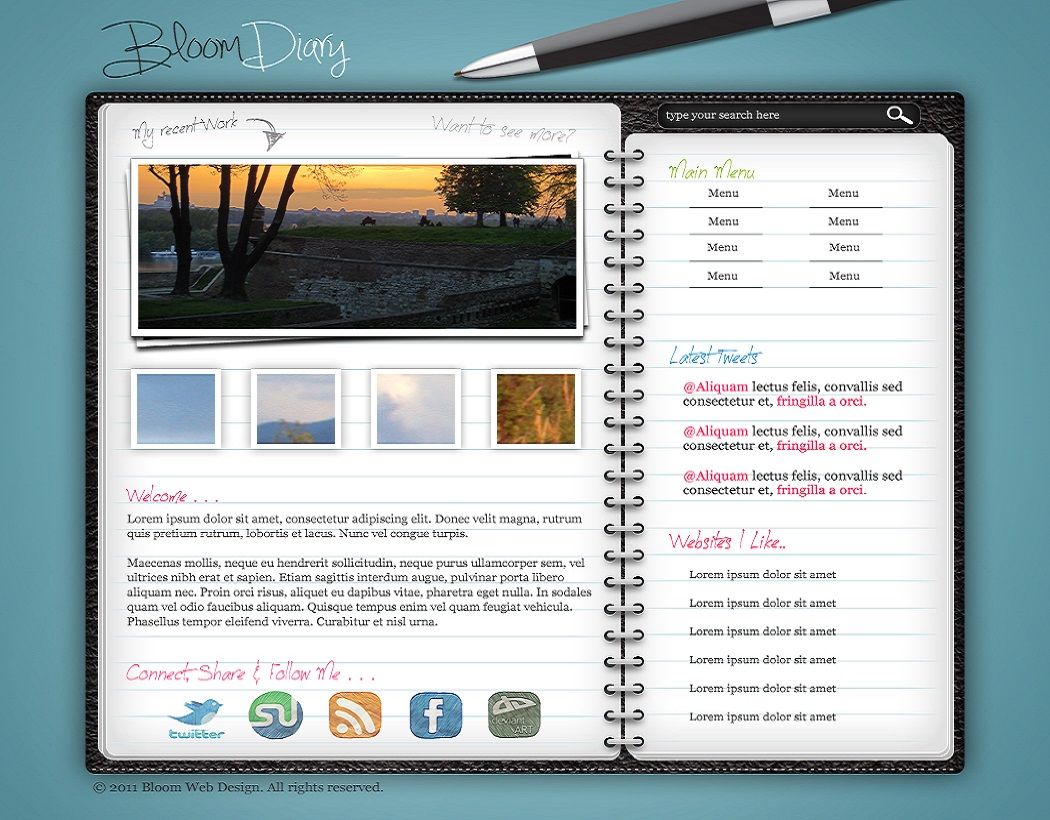 Bloom Diary
My recent Work
Want to see more?
Welcome . . .
Lorem ipsum dolor sit amet, consectetur adipiscing elit. Donec velit magna, rutrum
quis pretium rutrum, lobortis et lacus. Nunc vel congue turpis.
Maecenas mollis, neque eu hendrerit sollicitudin, neque purus ullamcorper sem, vel
ultrices nibh erat et sapien. Etiam sagittis interdum augue, pulvinar porta libero
aliquam nec. Proin orci risus, aliquet eu dapibus vitae, pharetra eget nulla. In sodales
quam vel odio faucibus aliquam. Quisque tempus enim vel quam feugiat vehicula.
Phasellus tempor eleifend viverra. Curabitur et nisl urna.
Connect, Share & Follow Me . . .
twitter
su
f
deviant
ART
type your search here
Main Menu
Menu Menu
Menu Menu
Menu Menu
Menu Menu
Latest Tweets
@Aliquam lectus felis, convallis sed
consectetur et, fringilla a orci.
@Aliquam lectus felis, convallis sed
consectetur et, fringilla a orci.
@Aliquam lectus felis, convallis sed
consectetur et, fringilla a orci.
Websites I Like..
Lorem ipsum dolor sit amet
Lorem ipsum dolor sit amet
Lorem ipsum dolor sit amet
Lorem ipsum dolor sit amet
Lorem ipsum dolor sit amet
Lorem ipsum dolor sit amet
© 2011 Bloom Web Design. All rights reserved.